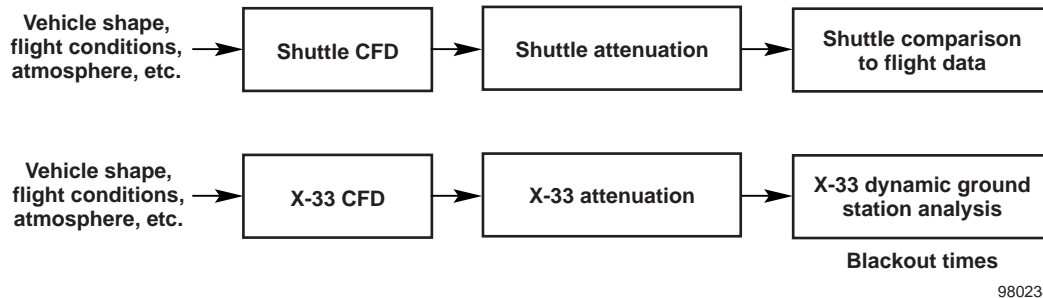 Vehicle shape,
flight conditions,
atmosphere, etc.
Shuttle CFD
Shuttle attenuation
Shuttle comparison
to flight data
Vehicle shape,
flight conditions,
atmosphere, etc.
X-33 CFD
X-33 attenuation
X-33 dynamic ground
station analysis
Blackout times
98023